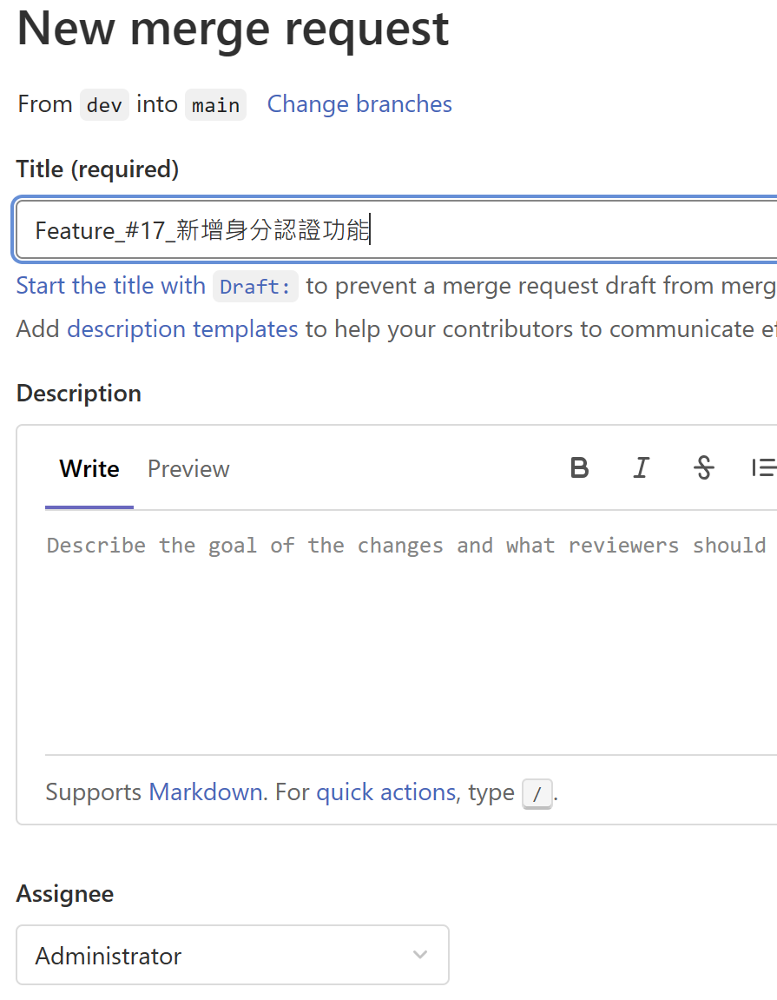 New merge request
From dev into main Change branches
Title (required)
Feature_#17_新增身分認證功能
Start the title with Draft: to prevent a merge request draft from merg
Add description templates to help your contributors to communicate ef
Description
Write Preview B I S
Describe the goal of the changes and what reviewers should
Supports Markdown. For quick actions, type /.
Assignee
Administrator